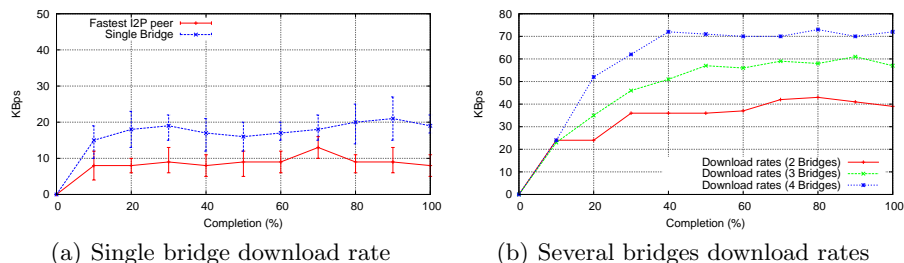 50
40
30
20
10
0
KBps
0
20
40
60
80
100
Completion (%)
Fastest I2P peer
Single Bridge
(a) Single bridge download rate
80
70
60
50
40
30
20
10
0
KBps
0
20
40
60
80
100
Completion (%)
Download rates (2 Bridges)
Download rates (3 Bridges)
Download rates (4 Bridges)
(b) Several bridges download rates